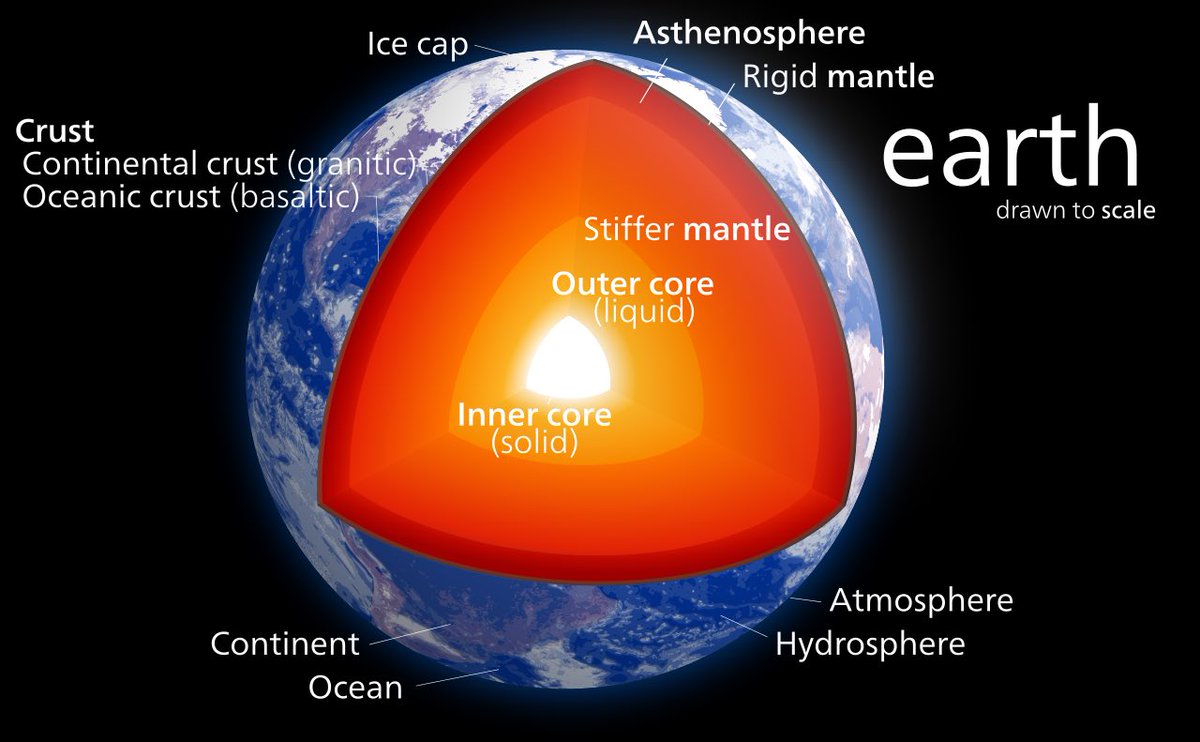 Ice cap
Asthenosphere
Rigid mantle
Crust
Continental crust (granitic)
Oceanic crust (basaltic)
earth
drawn to scale
Stiffer mantle
Outer core
(liquid)
Inner core
(solid)
Atmosphere
Continent
Hydrosphere
Ocean